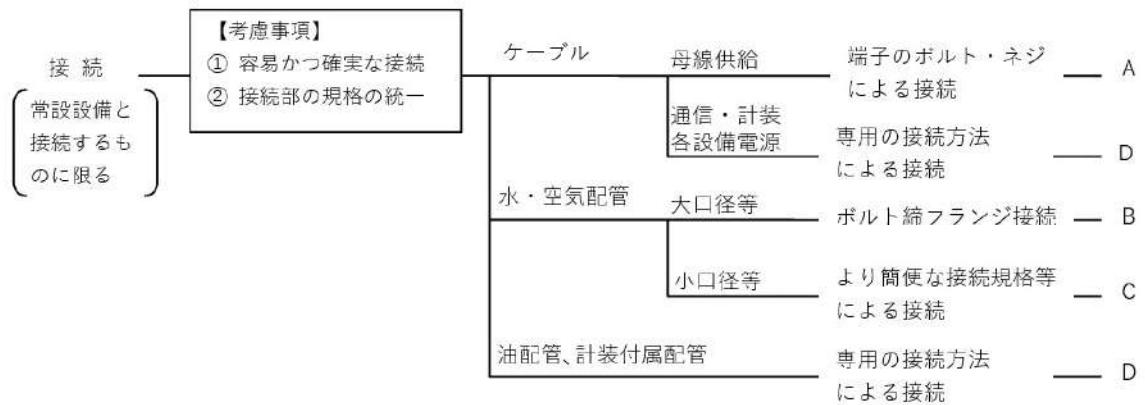 接 続
常設設備と
接続するも
のに限る
【考慮事項】
① 容易かつ確実な接続
② 接続部の規格の統一
ケーブル
母線供給
端子のボルト・ネジ
による接続
A
通信・計装
各設備電源
専用の接続方法
による接続
D
水・空気配管
大口径等
ボルト締フランジ接続
B
小口径等
より簡便な接続規格等
による接続
C
油配管、計装付属配管
専用の接続方法
による接続
D